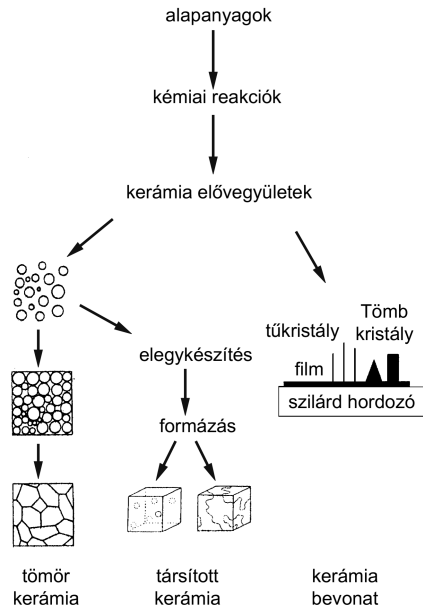 alapanyagok
kémiai reakciók
kerámia elővegyületek
Tömb
tűkristály kristály
film
szilárd hordozó
elegykészítés
formázás
tömör
kerámia
társított
kerámia
kerámia
bevonat